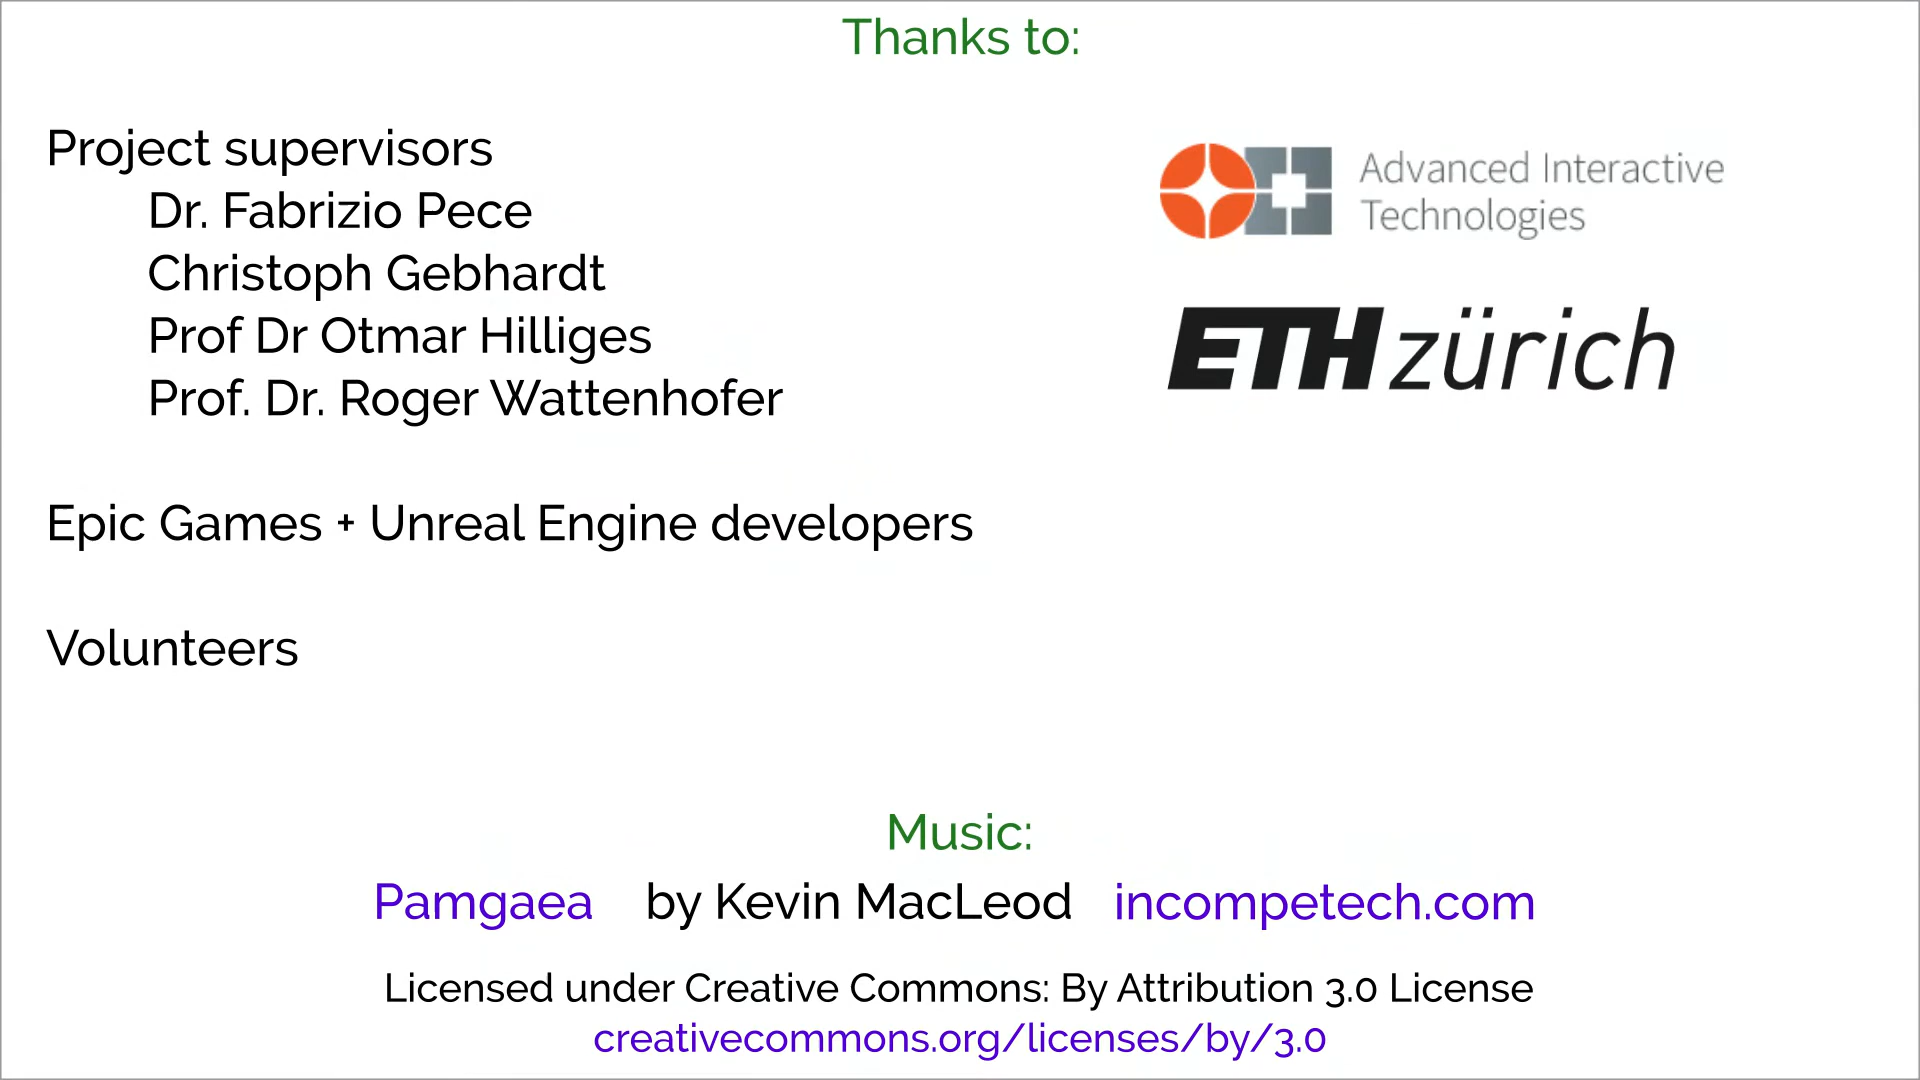 Thanks to:
Project supervisors
Dr. Fabrizio Pece
Christoph Gebhardt
Prof Dr Otmar Hilliges
Prof. Dr. Roger Wattenhofer
Advanced Interactive
Technologies
ETH zürich
Epic Games + Unreal Engine developers
Volunteers
Music:
Pamgaea by Kevin MacLeod incompetech.com
Licensed under Creative Commons: By Attribution 3.0 License
creativecommons.org/licenses/by/3.0